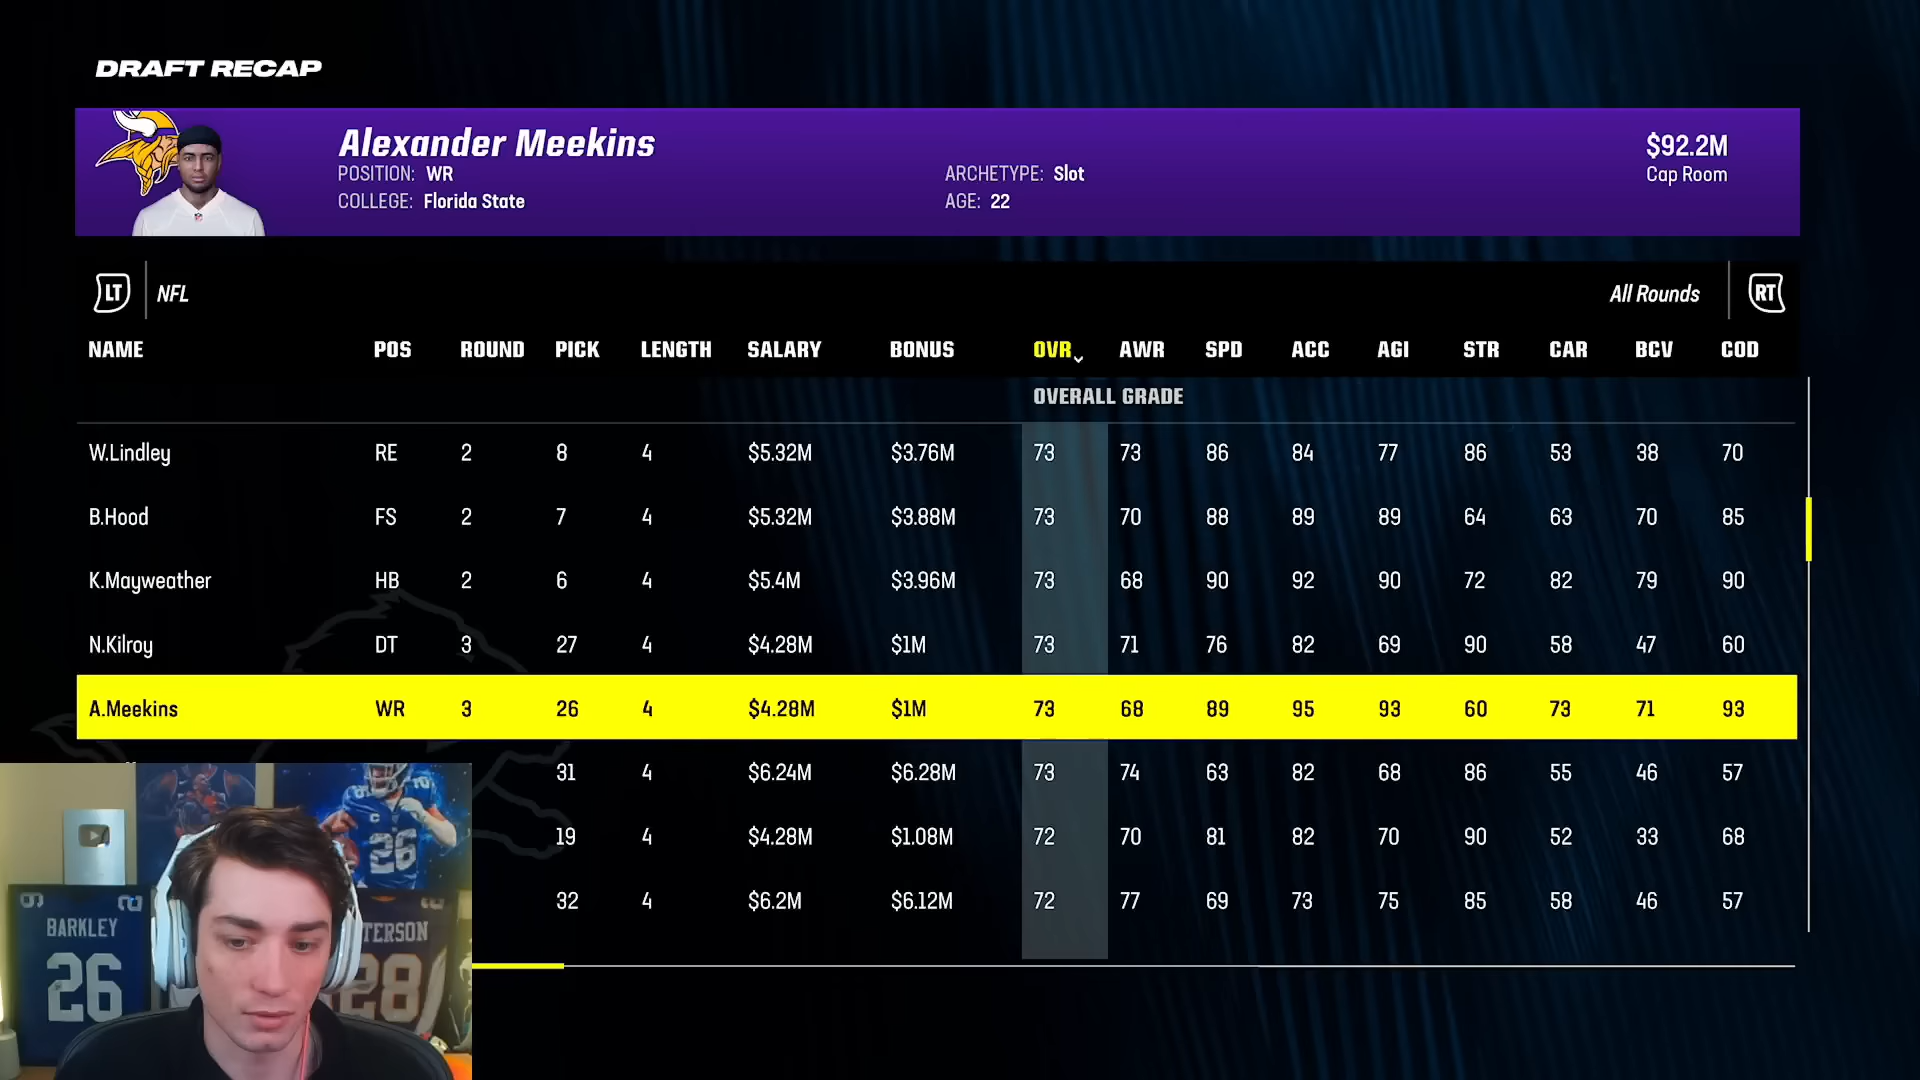 DRAFT RECAP
Alexander Meekins
POSITION: WR
COLLEGE: Florida State
ARCHETYPE: Slot
AGE: 22
$92.2M
Cap Room
LT NFL
All Rounds RT
NAME POS ROUND PICK LENGTH SALARY BONUS OVR AWR SPD ACC AGI STR CAR BCV COD
OVERALL GRADE
W.Lindley RE 2 8 4 $5.32M $3.76M 73 73 86 84 77 86 53 38 70
B.Hood FS 2 7 4 $5.32M $3.88M 73 70 88 89 89 64 63 70 85
K.Mayweather HB 2 6 4 $5.4M $3.96M 73 68 90 92 90 72 82 79 90
N.Kilroy DT 3 27 4 $4.28M $1M 73 71 76 82 69 90 58 47 60
A.Meekins WR 3 26 4 $4.28M $1M 73 68 89 95 93 60 73 71 93
31 4 $6.24M $6.28M 73 74 63 82 68 86 55 46 57
19 4 $4.28M $1.08M 72 70 81 82 70 90 52 33 68
32 4 $6.2M $6.12M 72 77 69 73 75 85 58 46 57
26
C
26
BARKLEY
26
TERSON
28